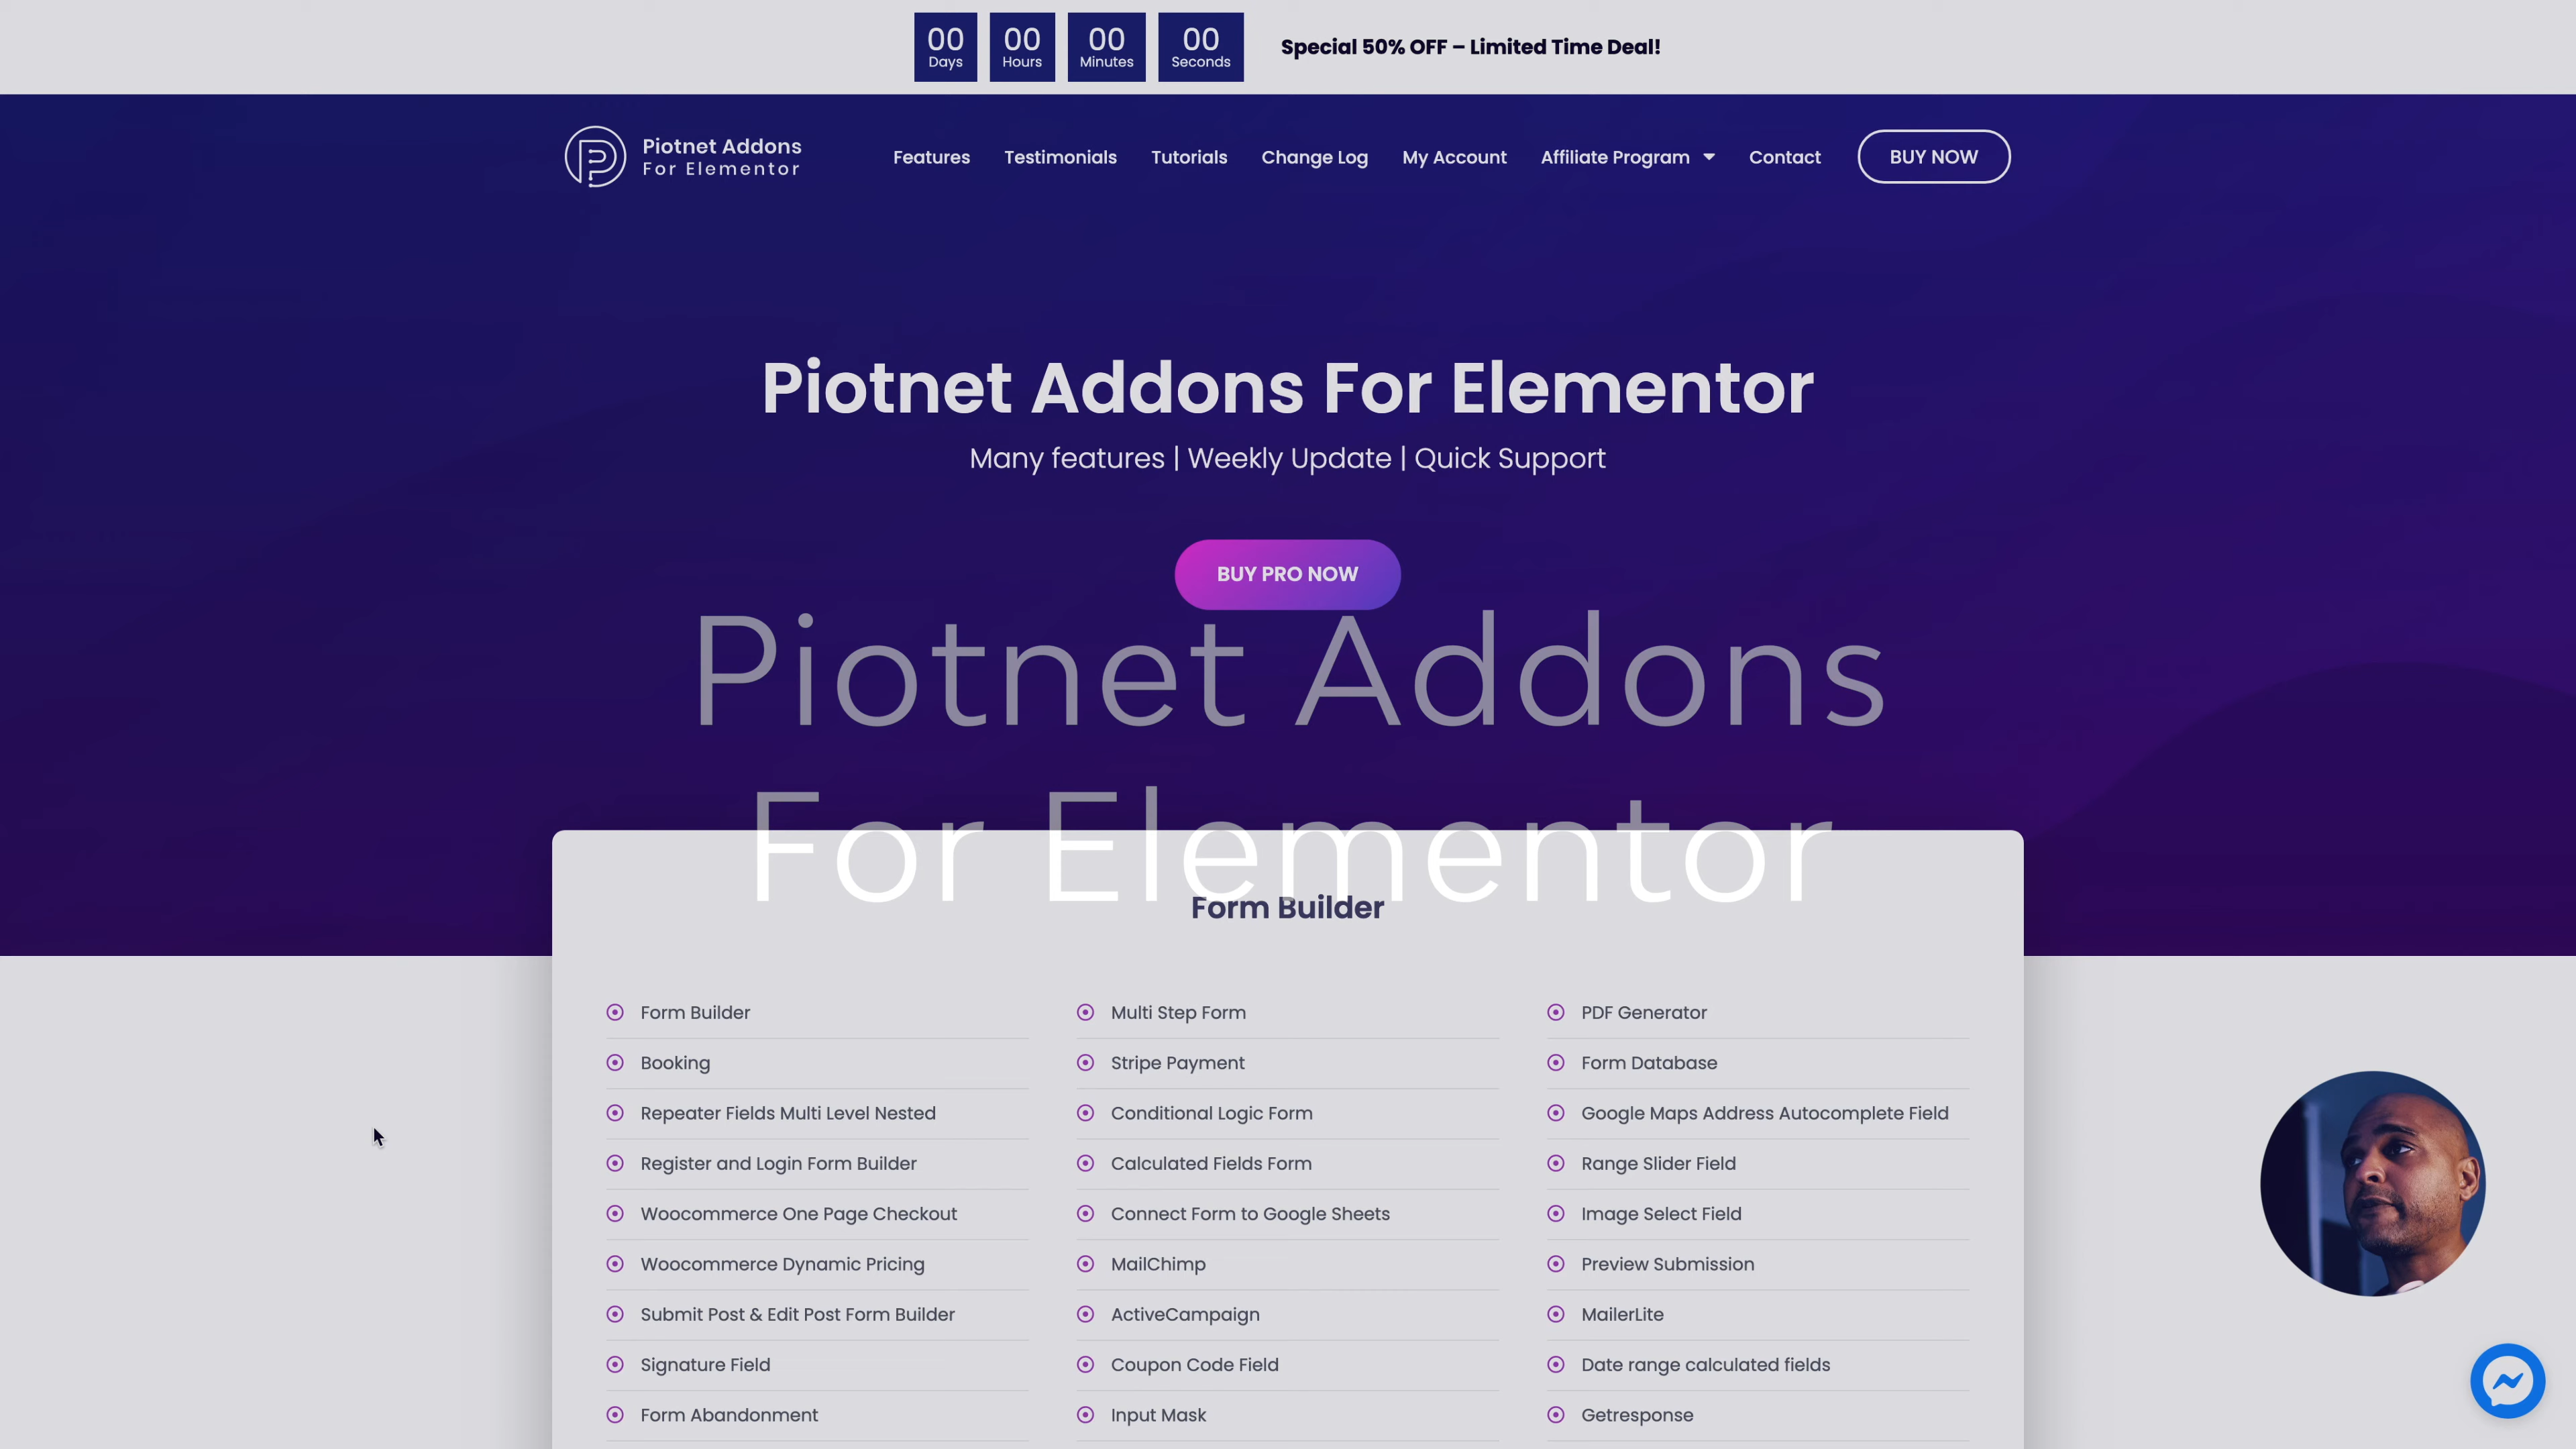 00 00 00 00
Days Hours Minutes Seconds
Special 50% OFF – Limited Time Deal!
Piotnet Addons
For Elementor
Features Testimonials Tutorials Change Log My Account Affiliate Program Contact BUY NOW
Piotnet Addons For Elementor
Many features | Weekly Update | Quick Support
BUY PRO NOW
Piotnet Addons
For Elementor
Form Builder
Form Builder
Booking
Repeater Fields Multi Level Nested
Register and Login Form Builder
Woocommerce One Page Checkout
Woocommerce Dynamic Pricing
Submit Post & Edit Post Form Builder
Signature Field
Form Abandonment
Multi Step Form
Stripe Payment
Conditional Logic Form
Calculated Fields Form
Connect Form to Google Sheets
MailChimp
ActiveCampaign
Coupon Code Field
Input Mask
PDF Generator
Form Database
Google Maps Address Autocomplete Field
Range Slider Field
Image Select Field
Preview Submission
MailerLite
Date range calculated fields
Getresponse